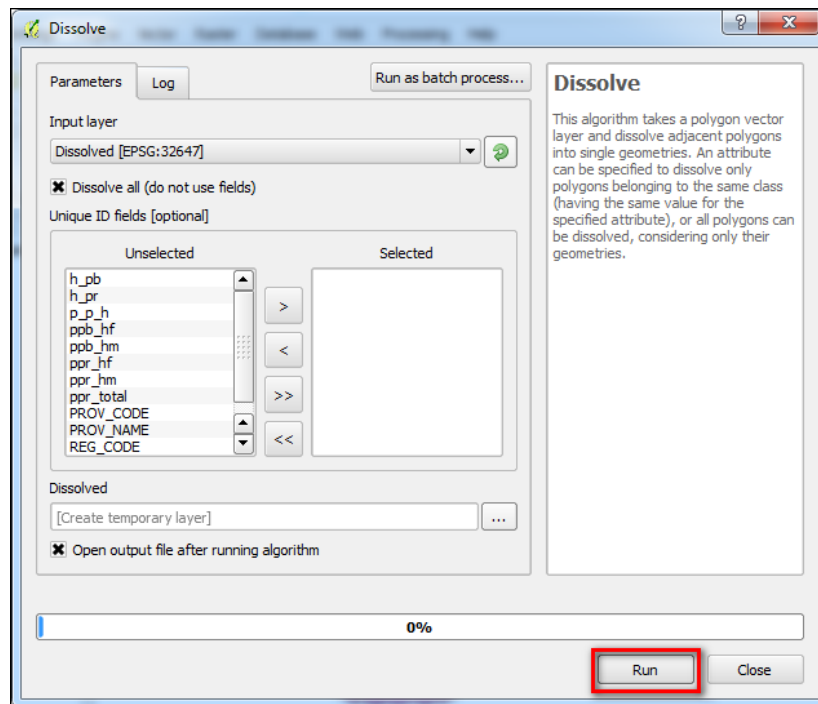 Dissolve
Parameters
Log
Run as batch process...
Input layer
Dissolved [EPSG:32647]
Dissolve all (do not use fields)
Unique ID fields [optional]
Unselected
Selected
h_pb
h_pr
p_p_h
ppb_hf
ppb_hm
ppr_hf
ppr_hm
ppr_total
PROV_CODE
PROV_NAME
REG_CODE
>
<
>>
<<
Dissolved
[Create temporary layer]
...
Open output file after running algorithm
Dissolve
This algorithm takes a polygon vector
layer and dissolve adjacent polygons
into single geometries. An attribute
can be specified to dissolve only
polygons belonging to the same class
(having the same value for the
specified attribute), or all polygons can
be dissolved, considering only their
geometries.
0%
Run
Close